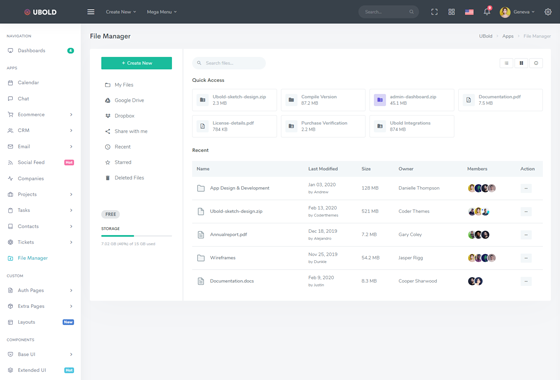 UBOLD
Create New
Mega Menu
Search...
Geneva
File Manager
UBold
Apps
File Manager
NAVIGATION
Dashboards
APPS
Calendar
Chat
Ecommerce
CRM
Email
Social Feed
Hot
Companies
Projects
Tasks
Contacts
Tickets
File Manager
CUSTOM
Auth Pages
Extra Pages
Layouts
New
COMPONENTS
Base UI
Extended UI
Hot
+ Create New
My Files
Google Drive
Dropbox
Share with me
Recent
Starred
Deleted Files
FREE
STORAGE
7.02 GB (46%) of 15 GB used
Search files...
Quick Access
Ubold-sketch-design.zip
2.3 MB
Compile Version
87.2 MB
admin-dashboard.zip
45.1 MB
Documentation.pdf
7.5 MB
License-details.pdf
784 KB
Purchase Verification
2.2 MB
Ubold Integrations
874 MB
Recent
Name Last Modified Size Owner Members Action
App Design & Development
Jan 03, 2020
by Andrew
128 MB
Danielle Thompson
Ubold-sketch-design.zip
Feb 13, 2020
by Coderthemes
521 MB
Coder Themes
Annualreport.pdf
Dec 18, 2019
by Alejandro
7.2 MB
Gary Coley
Wireframes
Nov 25, 2019
by Dunkle
54.2 MB
Jasper Rigg
Documentation.docs
Feb 9, 2020
by Justin
8.3 MB
Cooper Sharwood